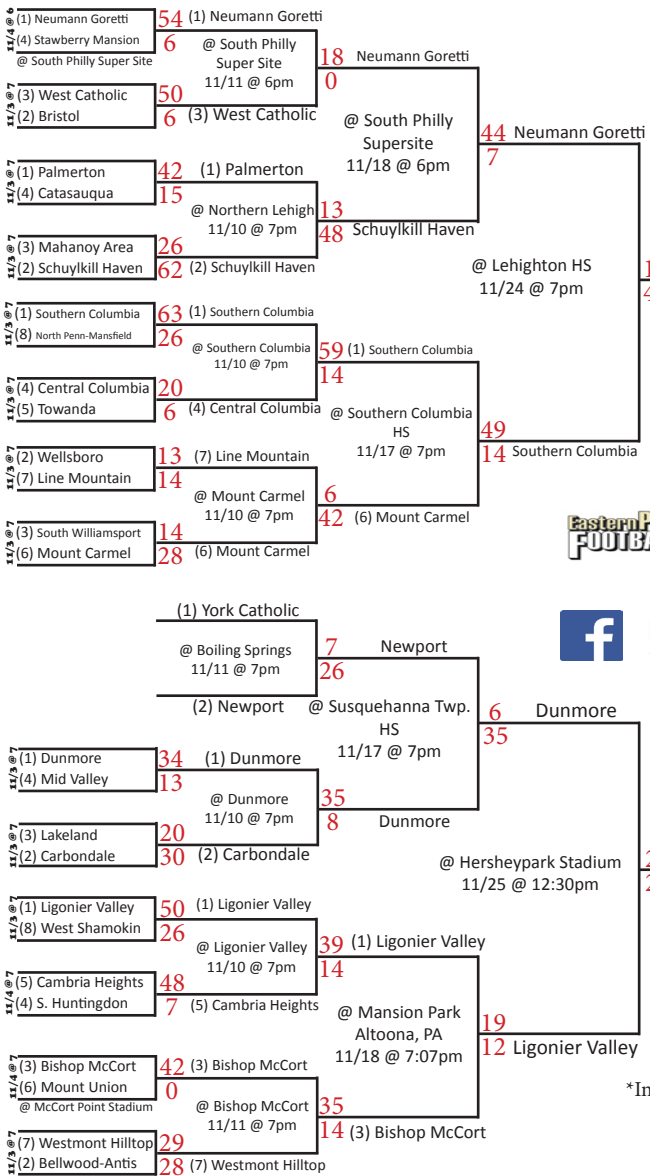 11/4 @ 6
(1) Neumann Goretti
(4) Stawberry Mansion
@ South Philly Super Site
54
6
(1) Neumann Goretti
@ South Philly
Super Site
11/11 @ 6pm
11/3 @ 7
(3) West Catholic
(2) Bristol
50
6
(3) West Catholic
18
0
Neumann Goretti
@ South Philly
Supersite
11/18 @ 6pm
11/3 @ 7
(1) Palmerton
(4) Catasauqua
42
15
(1) Palmerton
@ Northern Lehigh
11/10 @ 7pm
11/3 @ 7
(3) Mahanoy Area
(2) Schuylkill Haven
26
62
(2) Schuylkill Haven
13
48
Schuylkill Haven
44
7
Neumann Goretti
@ Lehighton HS
11/24 @ 7pm
11/3 @ 7
(1) Southern Columbia
(8) North Penn-Mansfield
63
26
(1) Southern Columbia
@ Southern Columbia
11/10 @ 7pm
11/3 @ 7
(4) Central Columbia
(5) Towanda
20
6
(4) Central Columbia
59
14
(1) Southern Columbia
@ Southern Columbia
HS
11/17 @ 7pm
11/3 @ 7
(2) Wellsboro
(7) Line Mountain
13
14
(7) Line Mountain
@ Mount Carmel
11/10 @ 7pm
11/3 @ 7
(3) South Williamsport
(6) Mount Carmel
14
28
(6) Mount Carmel
6
42
(6) Mount Carmel
49
14
Southern Columbia
Eastern
(1) York Catholic
@ Boiling Springs
11/11 @ 7pm
(2) Newport
7
26
Newport
@ Susquehanna Twp.
HS
11/17 @ 7pm
11/3 @ 7
(1) Dunmore
(4) Mid Valley
34
13
(1) Dunmore
@ Dunmore
11/10 @ 7pm
11/3 @ 7
(3) Lakeland
(2) Carbondale
20
30
(2) Carbondale
35
8
Dunmore
6
35
Dunmore
@ Hersheypark Stadium
11/25 @ 12:30pm
11/3 @ 7
(1) Ligonier Valley
(8) West Shamokin
50
26
(1) Ligonier Valley
@ Ligonier Valley
11/10 @ 7pm
11/4 @ 7
(5) Cambria Heights
(4) S. Huntingdon
48
7
(5) Cambria Heights
39
14
(1) Ligonier Valley
@ Mansion Park
Altoona, PA
11/18 @ 7:07pm
11/4 @ 7
(3) Bishop McCort
(6) Mount Union
@ McCort Point Stadium
42
0
(3) Bishop McCort
@ Bishop McCort
11/11 @ 7pm
11/3 @ 7
(7) Westmont Hilltop
(2) Bellwood-Antis
29
28
(7) Westmont Hilltop
35
14
(3) Bishop McCort
19
12
Ligonier Valley